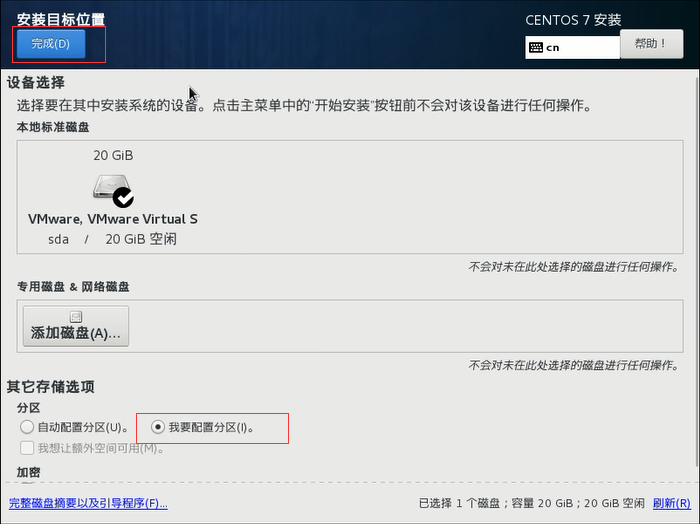 安装目标位置
CENTOS 7 安装
完成(D)
cn
帮助！
设备选择
选择要在其中安装系统的设备。点击主菜单中的“开始安装”按钮前不会对该设备进行任何操作。
本地标准磁盘
20 GiB
VMware, VMware Virtual S
sda / 20 GiB 空闲
不会对未在此处选择的磁盘进行任何操作。
专用磁盘 & 网络磁盘
添加磁盘(A)...
不会对未在此处选择的磁盘进行任何操作。
其它存储选项
分区
自动配置分区(U)。 我要配置分区(I)。
我想让额外空间可用(M)。
加密
完整磁盘摘要以及引导程序(F)...
已选择 1 个磁盘；容量 20 GiB；20 GiB 空闲 刷新(R)